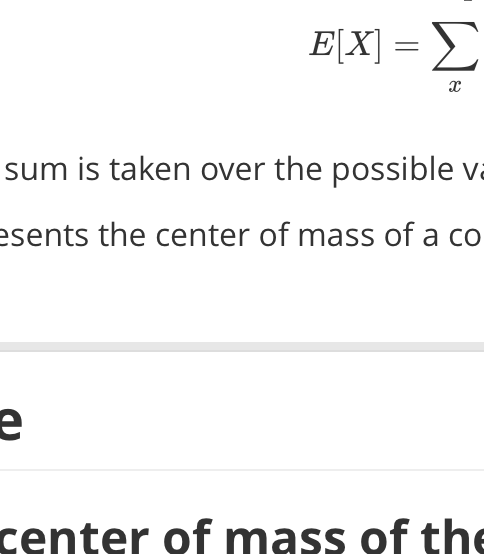 E[X] = ∑
x
sum is taken over the possible va
esents the center of mass of a co
e
center of mass of the